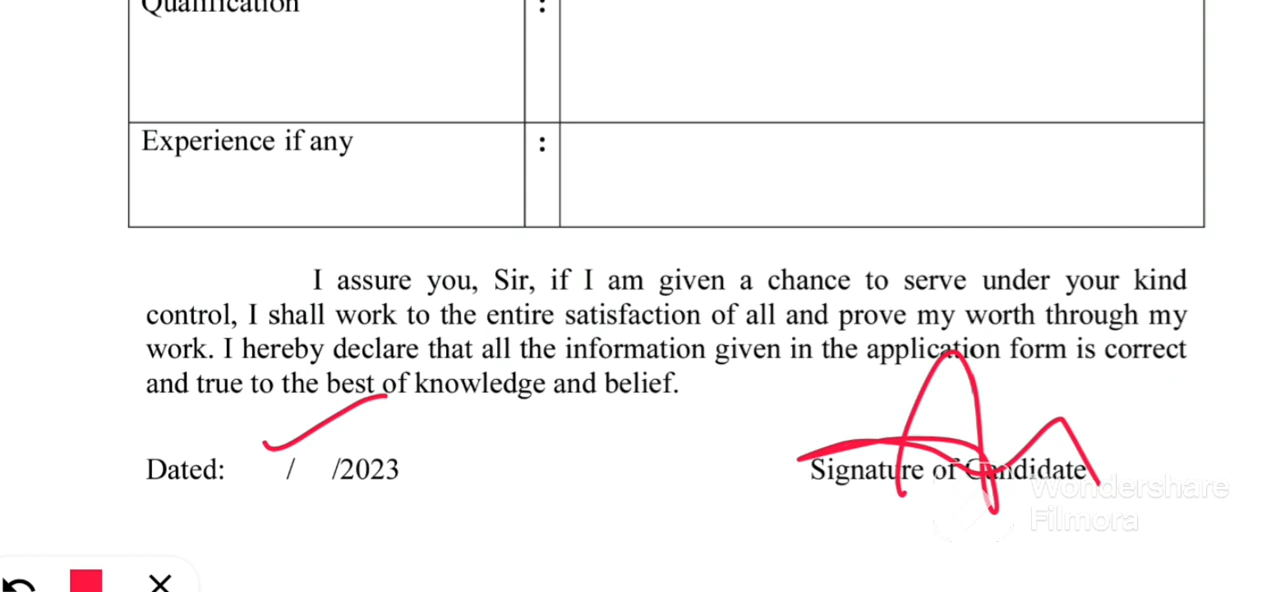 Qualification :
Experience if any :
I assure you, Sir, if I am given a chance to serve under your kind
control, I shall work to the entire satisfaction of all and prove my worth through my
work. I hereby declare that all the information given in the application form is correct
and true to the best of knowledge and belief.
Dated: / /2023 Signature of Candidate
Wondershare
Filmora